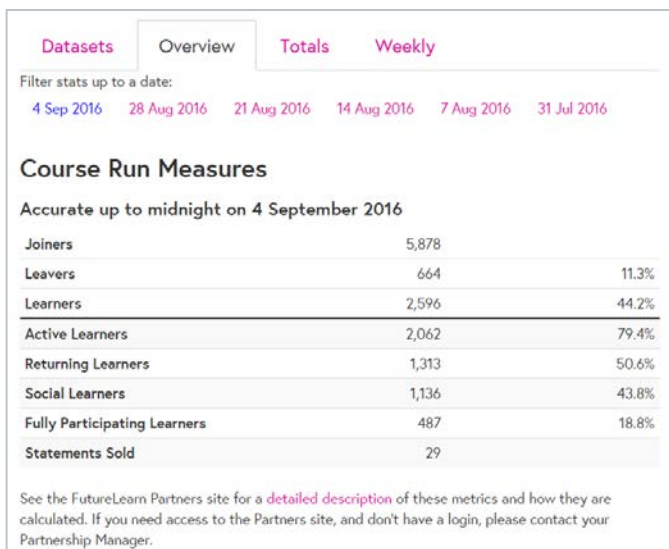 Datasets Overview Totals Weekly
Filter stats up to a date:
4 Sep 2016 28 Aug 2016 21 Aug 2016 14 Aug 2016 7 Aug 2016 31 Jul 2016
Course Run Measures
Accurate up to midnight on 4 September 2016
Joiners 5,878
Leavers 664 11.3%
Learners 2,596 44.2%
Active Learners 2,062 79.4%
Returning Learners 1,313 50.6%
Social Learners 1,136 43.8%
Fully Participating Learners 487 18.8%
Statements Sold 29
See the FutureLearn Partners site for a detailed description of these metrics and how they are
calculated. If you need access to the Partners site, and don't have a login, please contact your
Partnership Manager.